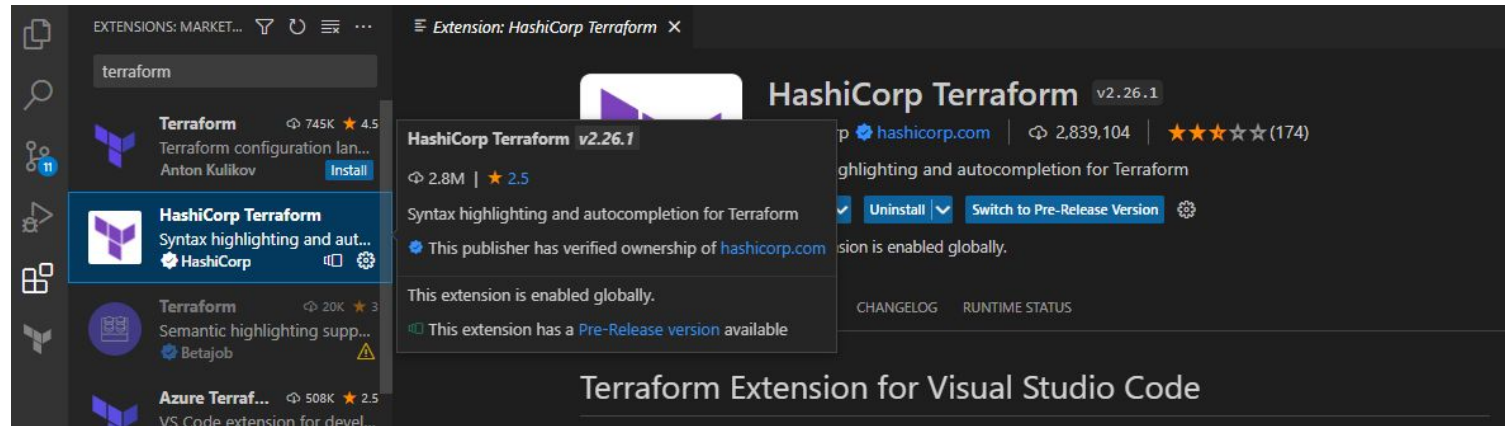 EXTENSIONS: MARKET...
terraform
Terraform 745K ★ 4.5
Terraform configuration lan...
Anton Kulikov Install
HashiCorp Terraform
Syntax highlighting and aut...
HashiCorp
Terraform 20K ★ 3
Semantic highlighting supp...
Betajob
Azure Terraf... 508K ★ 2.5
VS Code extension for devel...
11
Extension: HashiCorp Terraform ×
HashiCorp Terraform v2.26.1
2.8M | ★ 2.5
Syntax highlighting and autocompletion for Terraform
This publisher has verified ownership of hashicorp.com
This extension is enabled globally.
This extension has a Pre-Release version available
HashiCorp Terraform v2.26.1
rp hashicorp.com | 2,839,104 | ★★★☆☆(174)
ghlighting and autocompletion for Terraform
Uninstall Switch to Pre-Release Version
sion is enabled globally.
CHANGELOG RUNTIME STATUS
Terraform Extension for Visual Studio Code